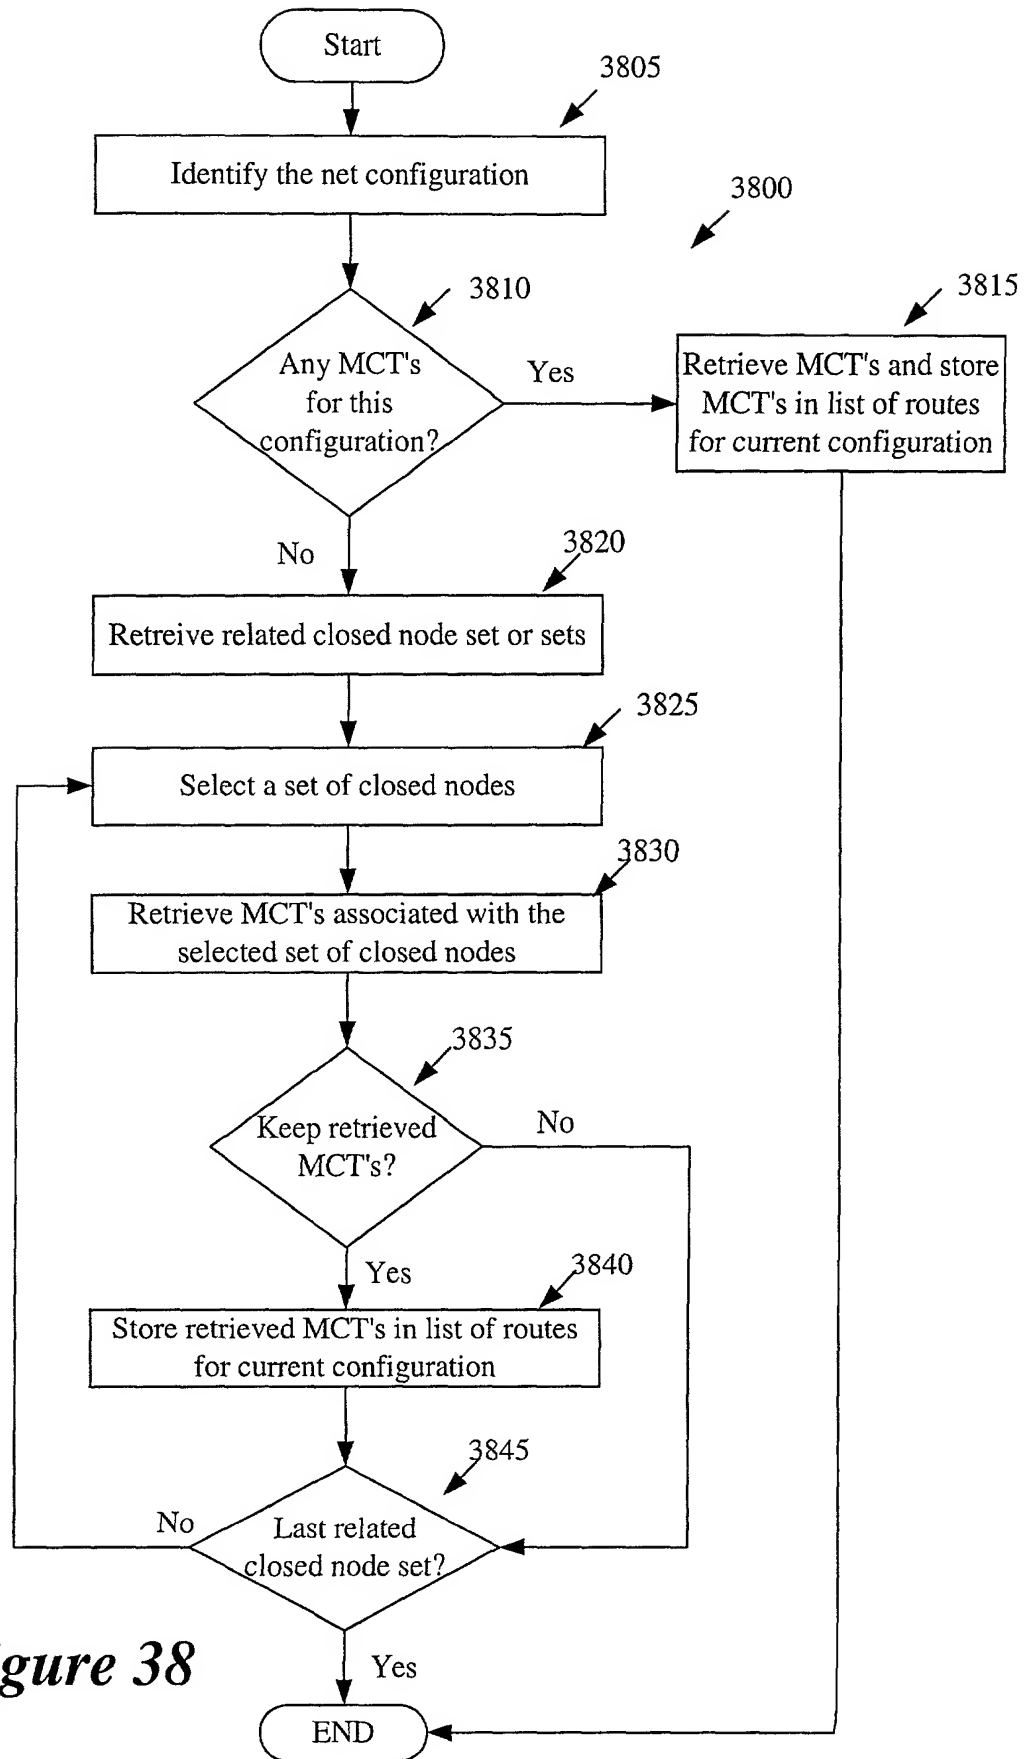 Start
3805
Identify the net configuration
3800
3810
3815
Any MCT's
for this
configuration?
Yes
Retrieve MCT's and store
MCT's in list of routes
for current configuration
No
3820
Retreive related closed node set or sets
3825
Select a set of closed nodes
3830
Retrieve MCT's associated with the
selected set of closed nodes
3835
Keep retrieved
MCT's?
No
Yes
3840
Store retrieved MCT's in list of routes
for current configuration
3845
No
Last related
closed node set?
gure 38
Yes
END